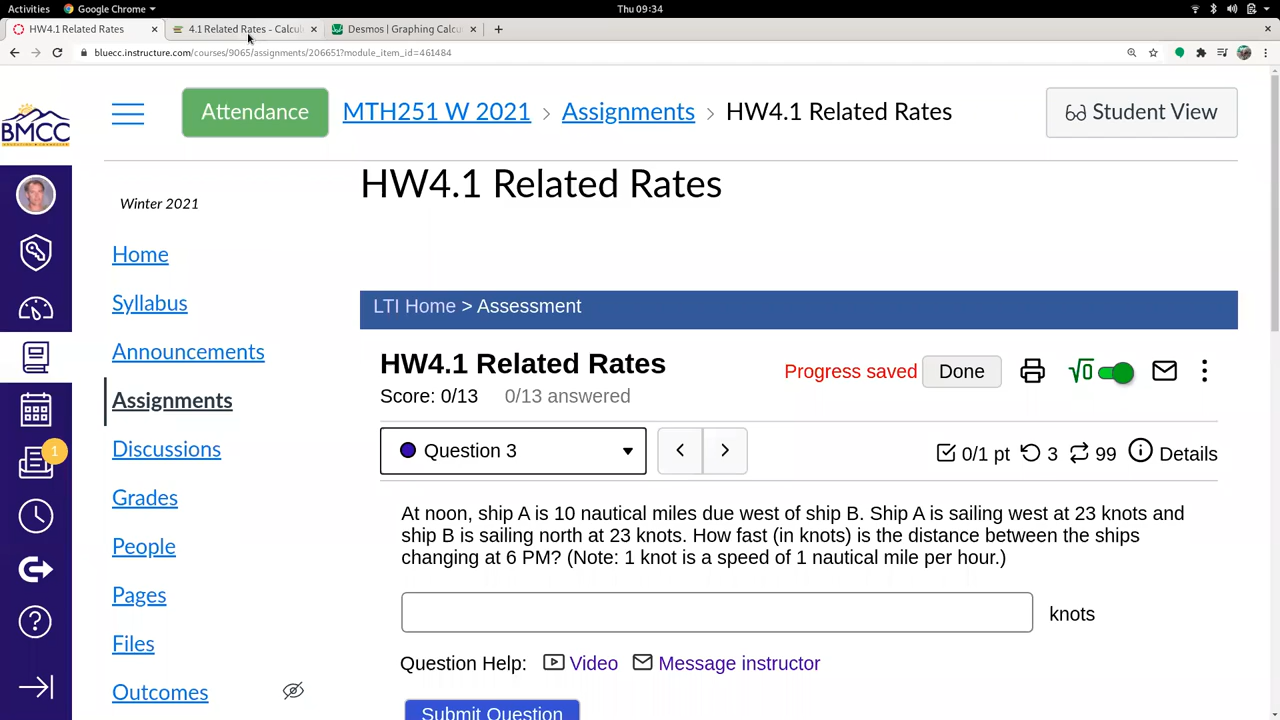 Activities
Google Chrome
Thu 09:34
HW4.1 Related Rates
4.1 Related Rates - Calcu
Desmos | Graphing Calcu
bluecc.instructure.com/courses/9065/assignments/206651?module_item_id=461484
BMCC
Attendance
MTH251 W 2021 > Assignments > HW4.1 Related Rates
Student View
HW4.1 Related Rates
Winter 2021
Home
Syllabus
Announcements
Assignments
Discussions
Grades
People
Pages
Files
Outcomes
1
LTI Home > Assessment
HW4.1 Related Rates
Progress saved
Done
√0
Score: 0/13
0/13 answered
Question 3
< >
0/1 pt
3
99
Details
At noon, ship A is 10 nautical miles due west of ship B. Ship A is sailing west at 23 knots and
ship B is sailing north at 23 knots. How fast (in knots) is the distance between the ships
changing at 6 PM? (Note: 1 knot is a speed of 1 nautical mile per hour.)
knots
Question Help:
Video
Message instructor
Submit Question